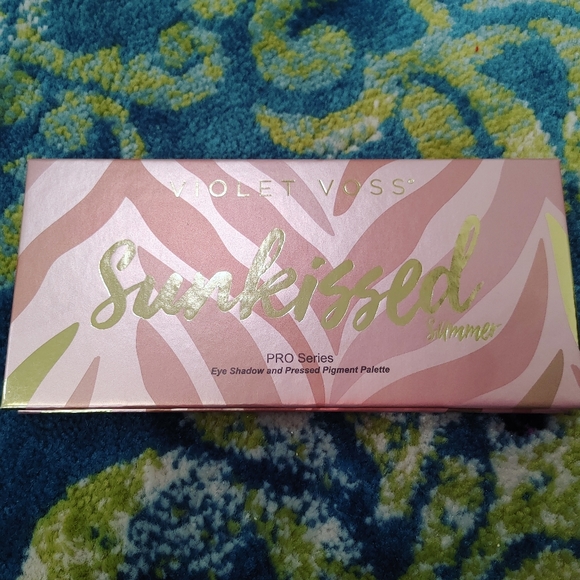 VIOLET VOSS®
Sunkissed
Summer
PRO Series
Eye Shadow and Pressed Pigment Palette